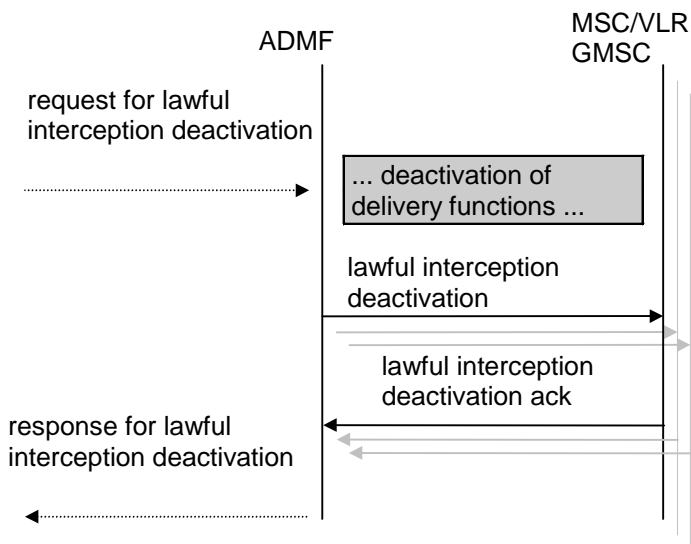 MSC/VLR
ADMF
GMSC
request for lawful
interception deactivation
... deactivation of
delivery functions ...
lawful interception
deactivation
lawful interception
deactivation ack
response for lawful
interception deactivation